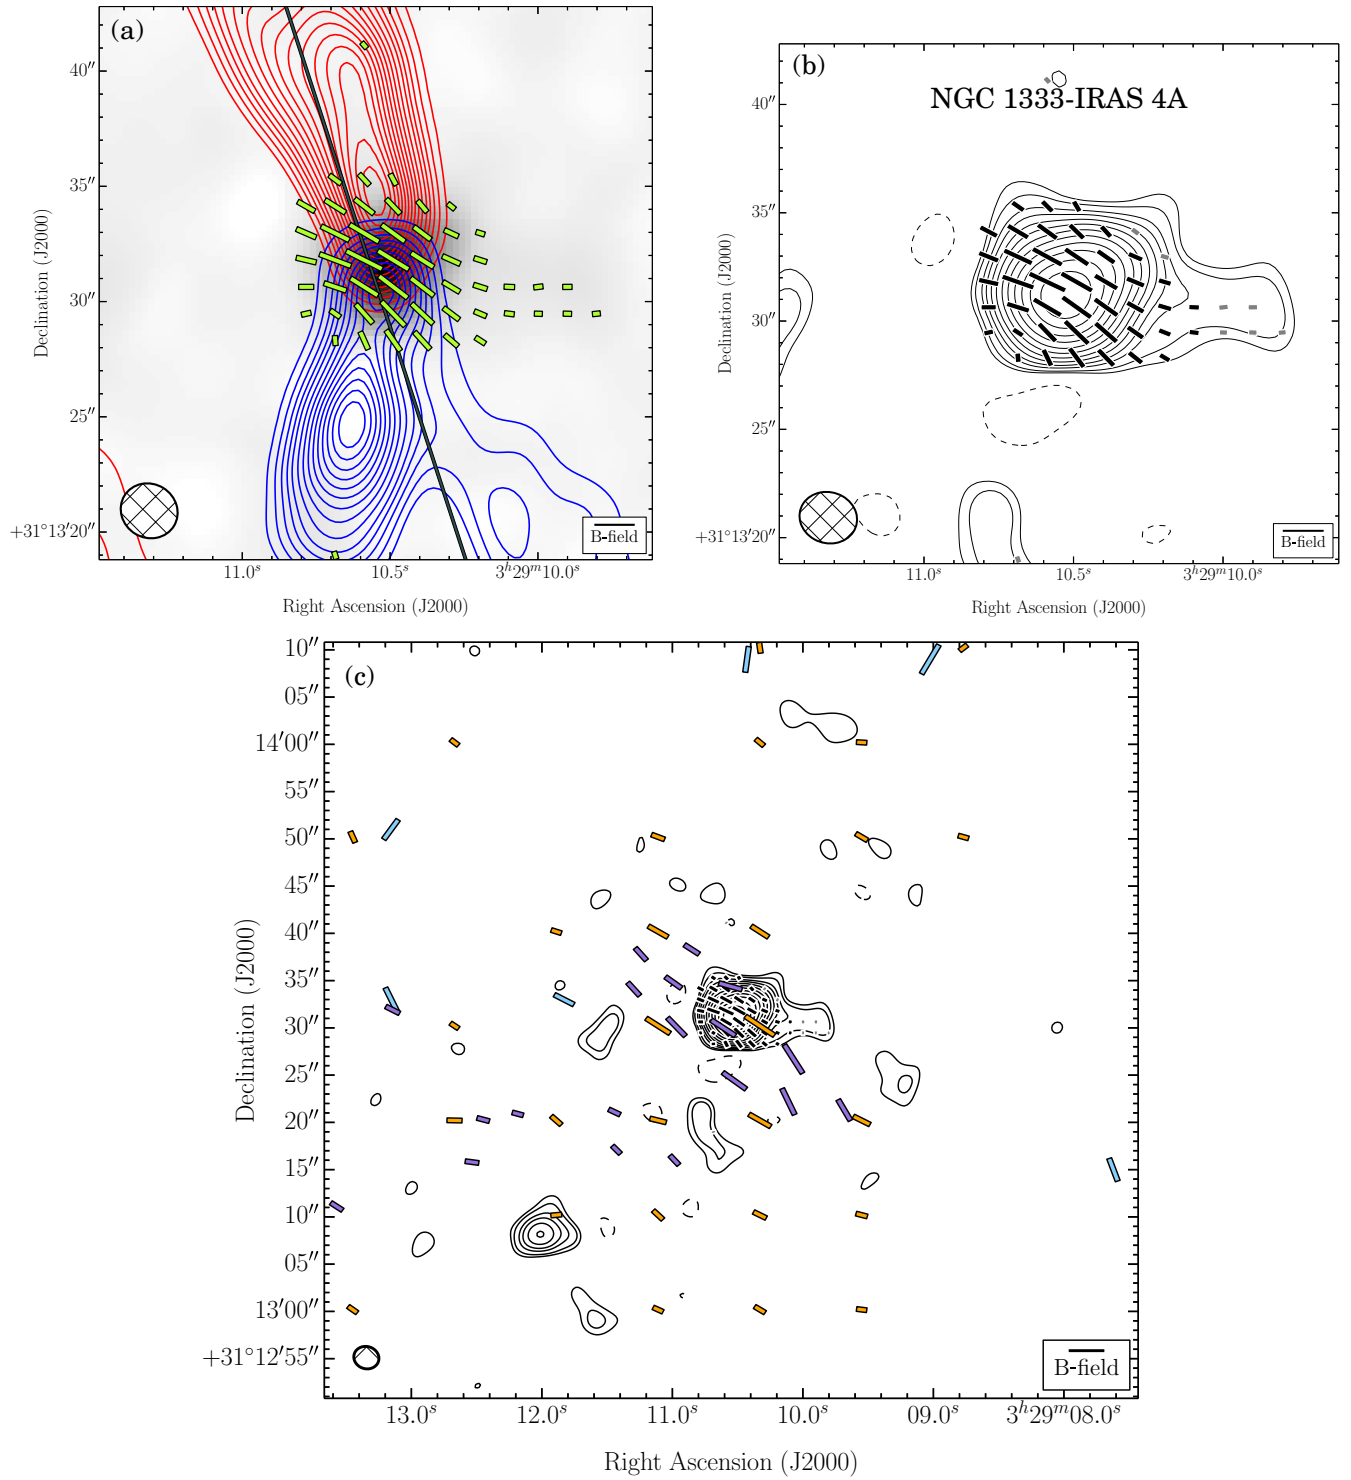 (a)
40″
35″
30″
25″
+31°13′20″
Declination (J2000)
11.0ˢ
10.5ˢ
3ʰ29ᵐ10.0ˢ
Right Ascension (J2000)
B-field
(b)
NGC 1333-IRAS 4A
40″
35″
30″
25″
+31°13′20″
Declination (J2000)
11.0ˢ
10.5ˢ
3ʰ29ᵐ10.0ˢ
Right Ascension (J2000)
B-field
(c)
10″
05″
14′00″
55″
50″
45″
40″
35″
30″
25″
20″
15″
10″
05″
13′00″
+31°12′55″
Declination (J2000)
13.0ˢ
12.0ˢ
11.0ˢ
10.0ˢ
09.0ˢ
3ʰ29ᵐ08.0ˢ
Right Ascension (J2000)
B-field